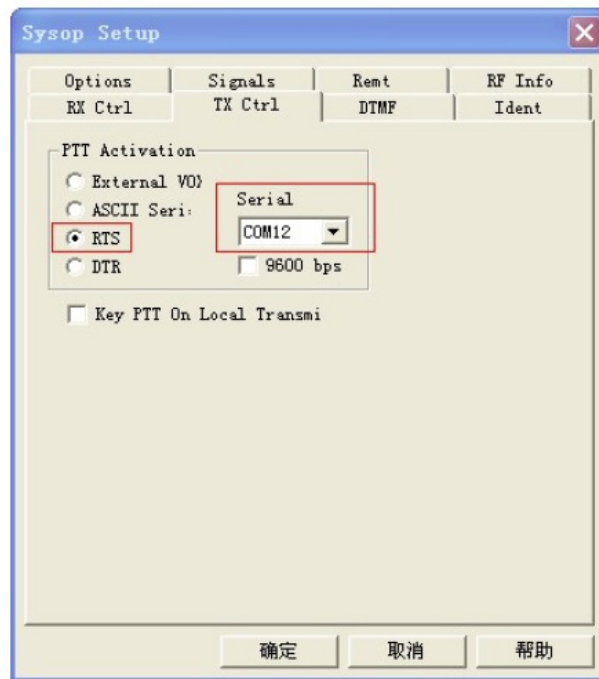 Sysop Setup
Options Signals Remt RF Info
RX Ctrl TX Ctrl DTMF Ident
PTT Activation
External VO)
ASCII Seri:
Serial
RTS
COM12
DTR
9600 bps
Key PTT On Local Transmi
确定 取消 帮助